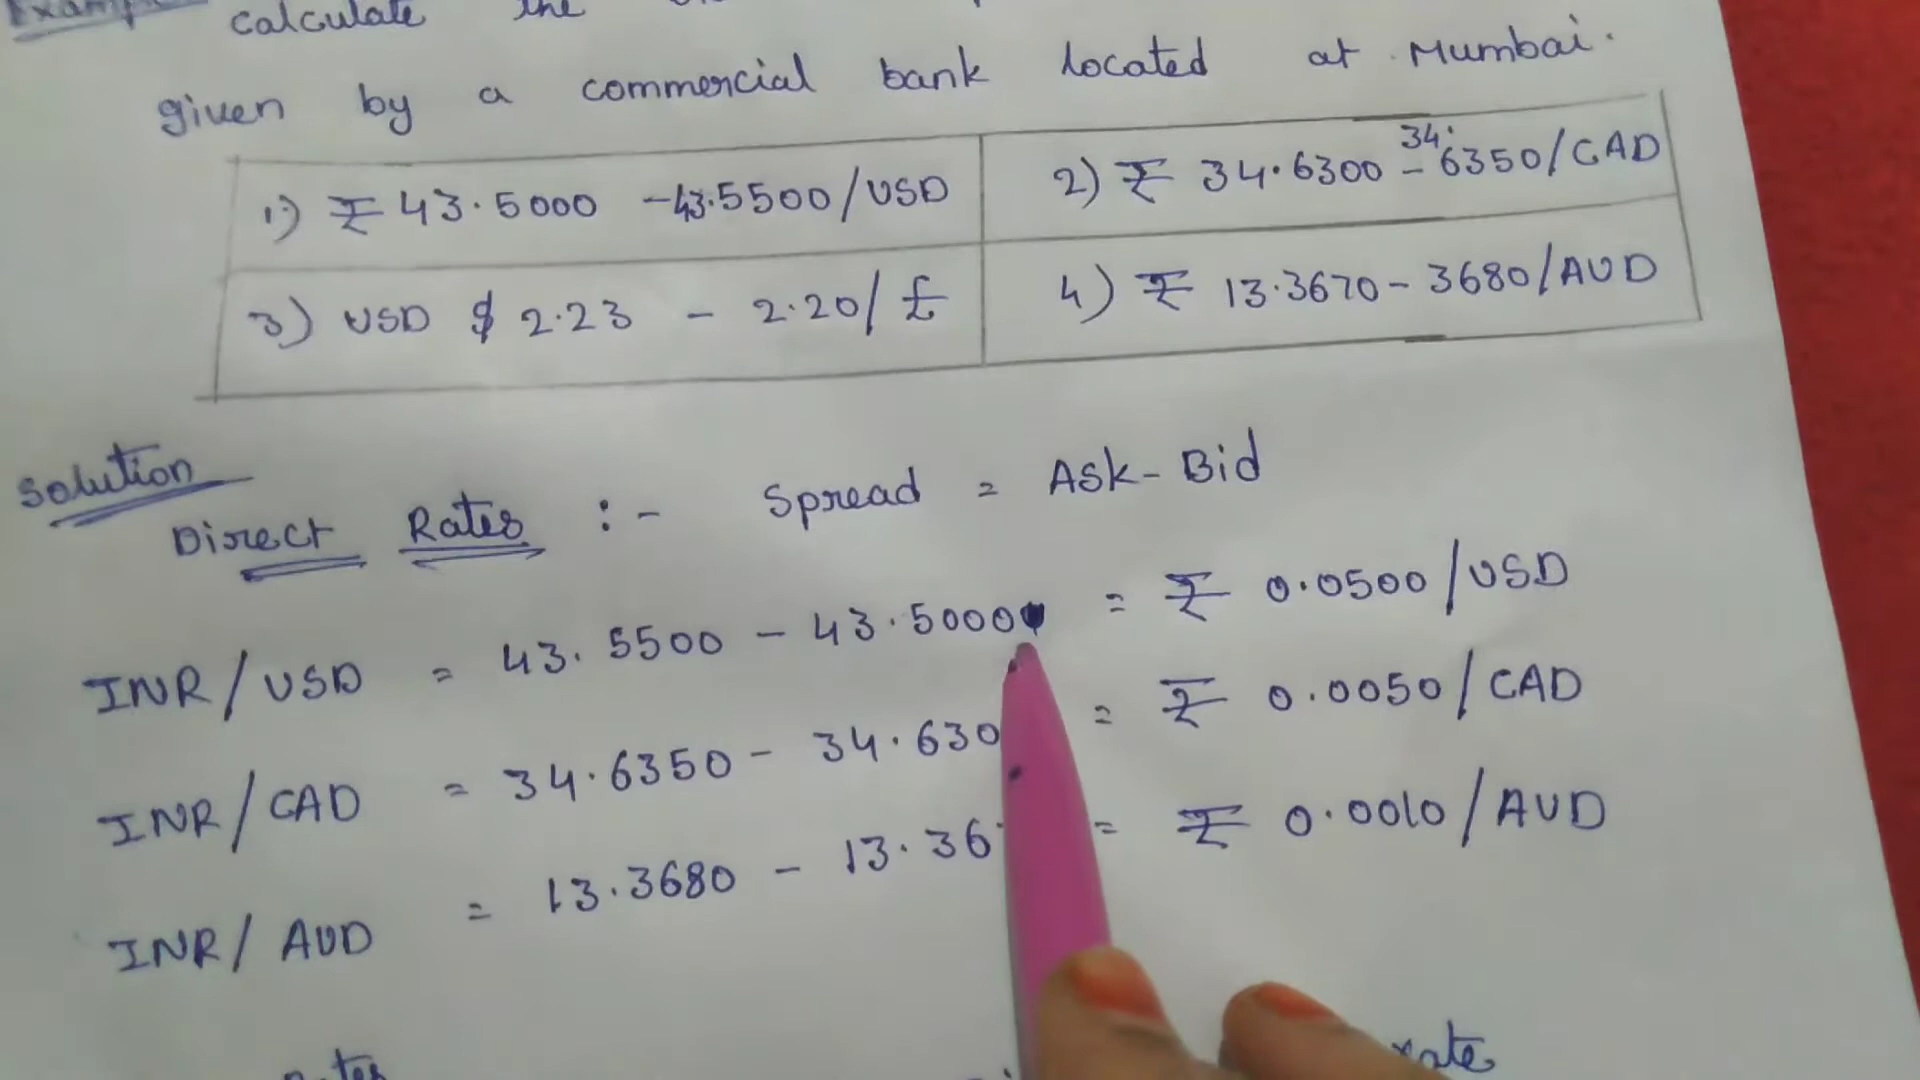 calculate the
given by a commercial bank located at Mumbai.
1) ₹ 43.5000 - 43.5500/USD
2) ₹ 34.6300 - 34.6350/CAD
3) USD $ 2.23 - 2.20/£
4) ₹ 13.3670 - 3680/AUD
Solution
Direct Rates :- Spread = Ask - Bid
INR/USD = 43.5500 - 43.5000 = ₹ 0.0500/USD
INR/CAD = 34.6350 - 34.630 = ₹ 0.0050/CAD
INR/AUD = 13.3680 - 13.36 = ₹ 0.0010/AUD